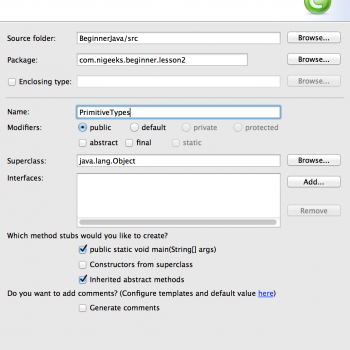 Source folder: BeginnerJava/src Browse...
Package: com.nigeeks.beginner.lesson2 Browse...
Enclosing type: Browse...
Name: PrimitiveTypes
Modifiers: public default private protected
abstract final static
Superclass: java.lang.Object Browse...
Interfaces: Add...
Remove
Which method stubs would you like to create?
public static void main(String[] args)
Constructors from superclass
Inherited abstract methods
Do you want to add comments? (Configure templates and default value here)
Generate comments